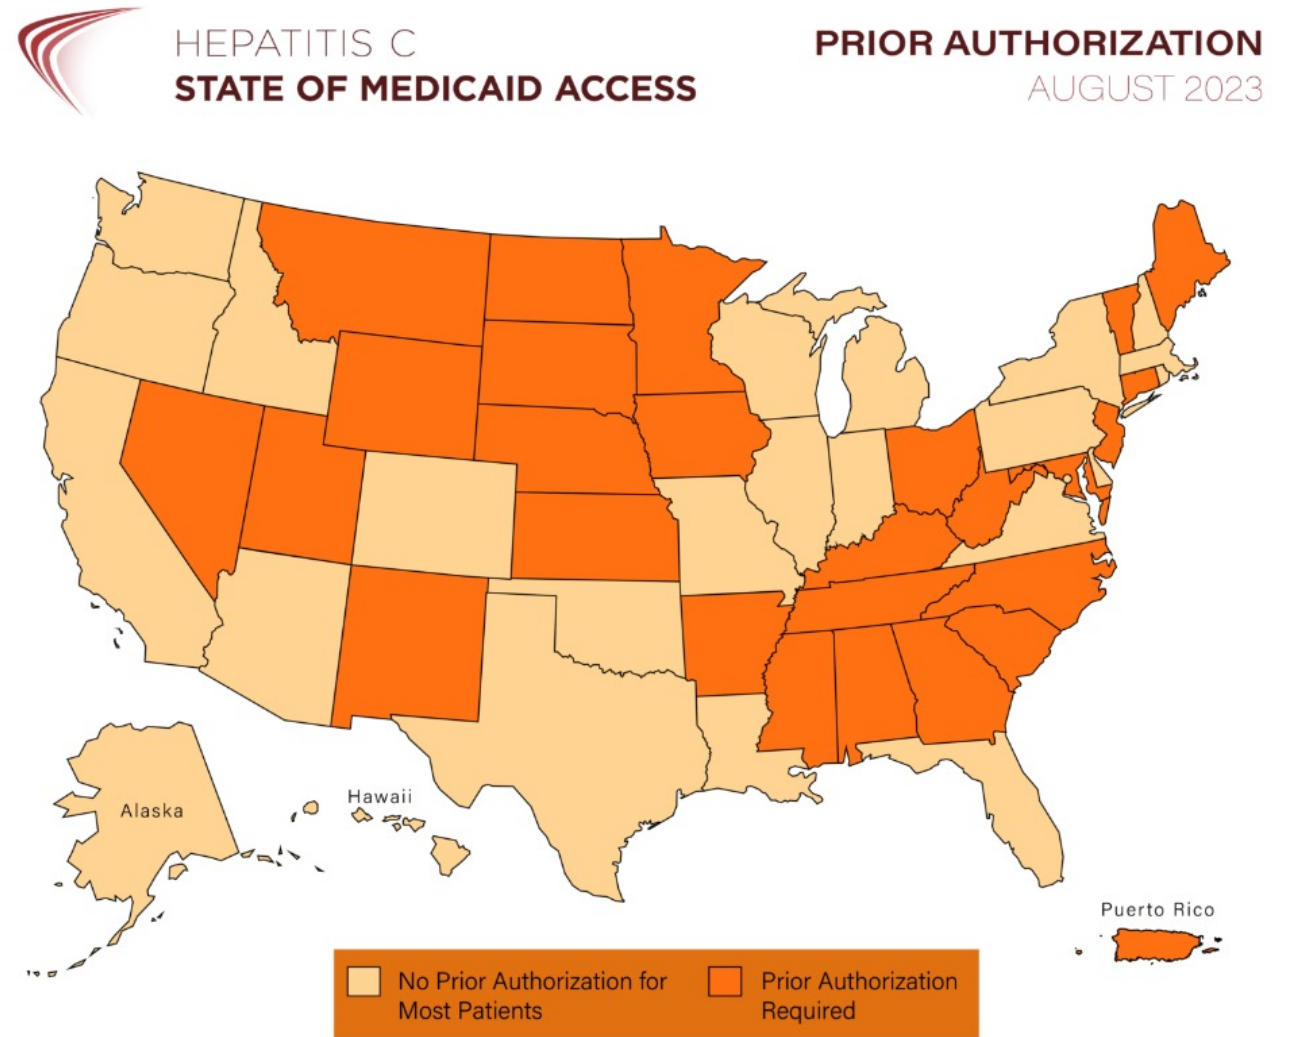 HEPATITIS C
STATE OF MEDICAID ACCESS
PRIOR AUTHORIZATION
AUGUST 2023
Alaska
Hawaii
Puerto Rico
No Prior Authorization for
Most Patients
Prior Authorization
Required